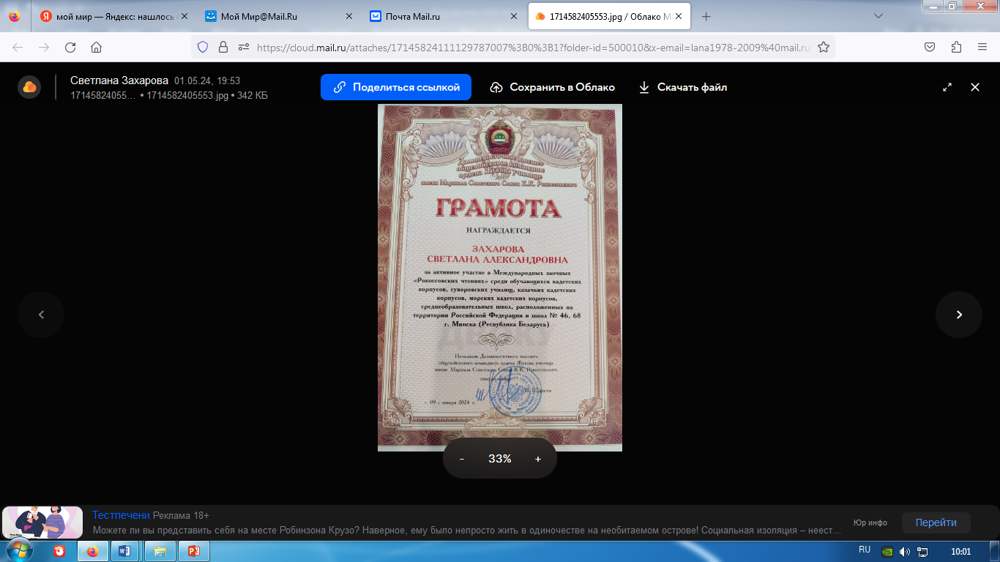 мой мир — Яндекс: нашлось
Мой Мир@Mail.Ru
Почта Mail.ru
1714582405553.jpg / Облако M
https://cloud.mail.ru/attaches/17145824111129787007%3B0%3B1?folder-id=500010&x-email=lana1978-2009%40mail.ru
Светлана Захарова 01.05.24, 19:53
1714582405... • 1714582405553.jpg • 342 КБ
Поделиться ссылкой
Сохранить в Облако
Скачать файл
Дальневосточное высшее
общевойсковое командное
ордена Жукова училище
имени Маршала Советского Союза К.К. Рокоссовского
ГРАМОТА
НАГРАЖДАЕТСЯ
ЗАХАРОВА
СВЕТЛАНА АЛЕКСАНДРОВНА
за активное участие в Международных заочных
«Рокоссовских чтениях» среди обучающихся кадетских
корпусов, суворовских училищ, казачьих кадетских
корпусов, морских кадетских корпусов,
среднеобразовательных школ, расположенных на
территории Российской Федерации и школ № 46, 68
г. Минска (Республика Беларусь)
Начальник Дальневосточного высшего
общевойскового командного ордена Жукова училища
имени Маршала Советского Союза К.К. Рокоссовского
« 09 » января 2024 г.
- 33% +
Тестпечени Реклама 18+
Можете ли вы представить себя на месте Робинзона Крузо? Наверное, ему было непросто жить в одиночестве на необитаемом острове! Социальная изоляция – неест...
Юр инфо
Перейти
RU
10:01